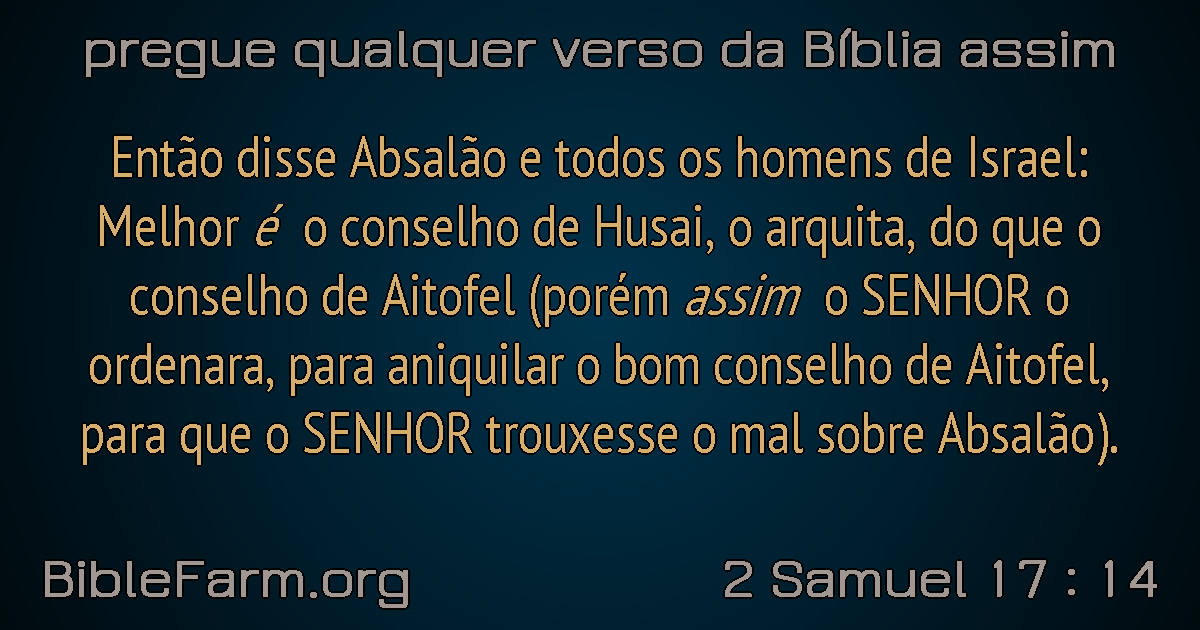 pregue qualquer verso da Bíblia assim
Então disse Absalão e todos os homens de Israel:
Melhor é o conselho de Husai, o arquita, do que o
conselho de Aitofel (porém assim o SENHOR o
ordenara, para aniquilar o bom conselho de Aitofel,
para que o SENHOR trouxesse o mal sobre Absalão).
BibleFarm.org
2 Samuel 17 : 14